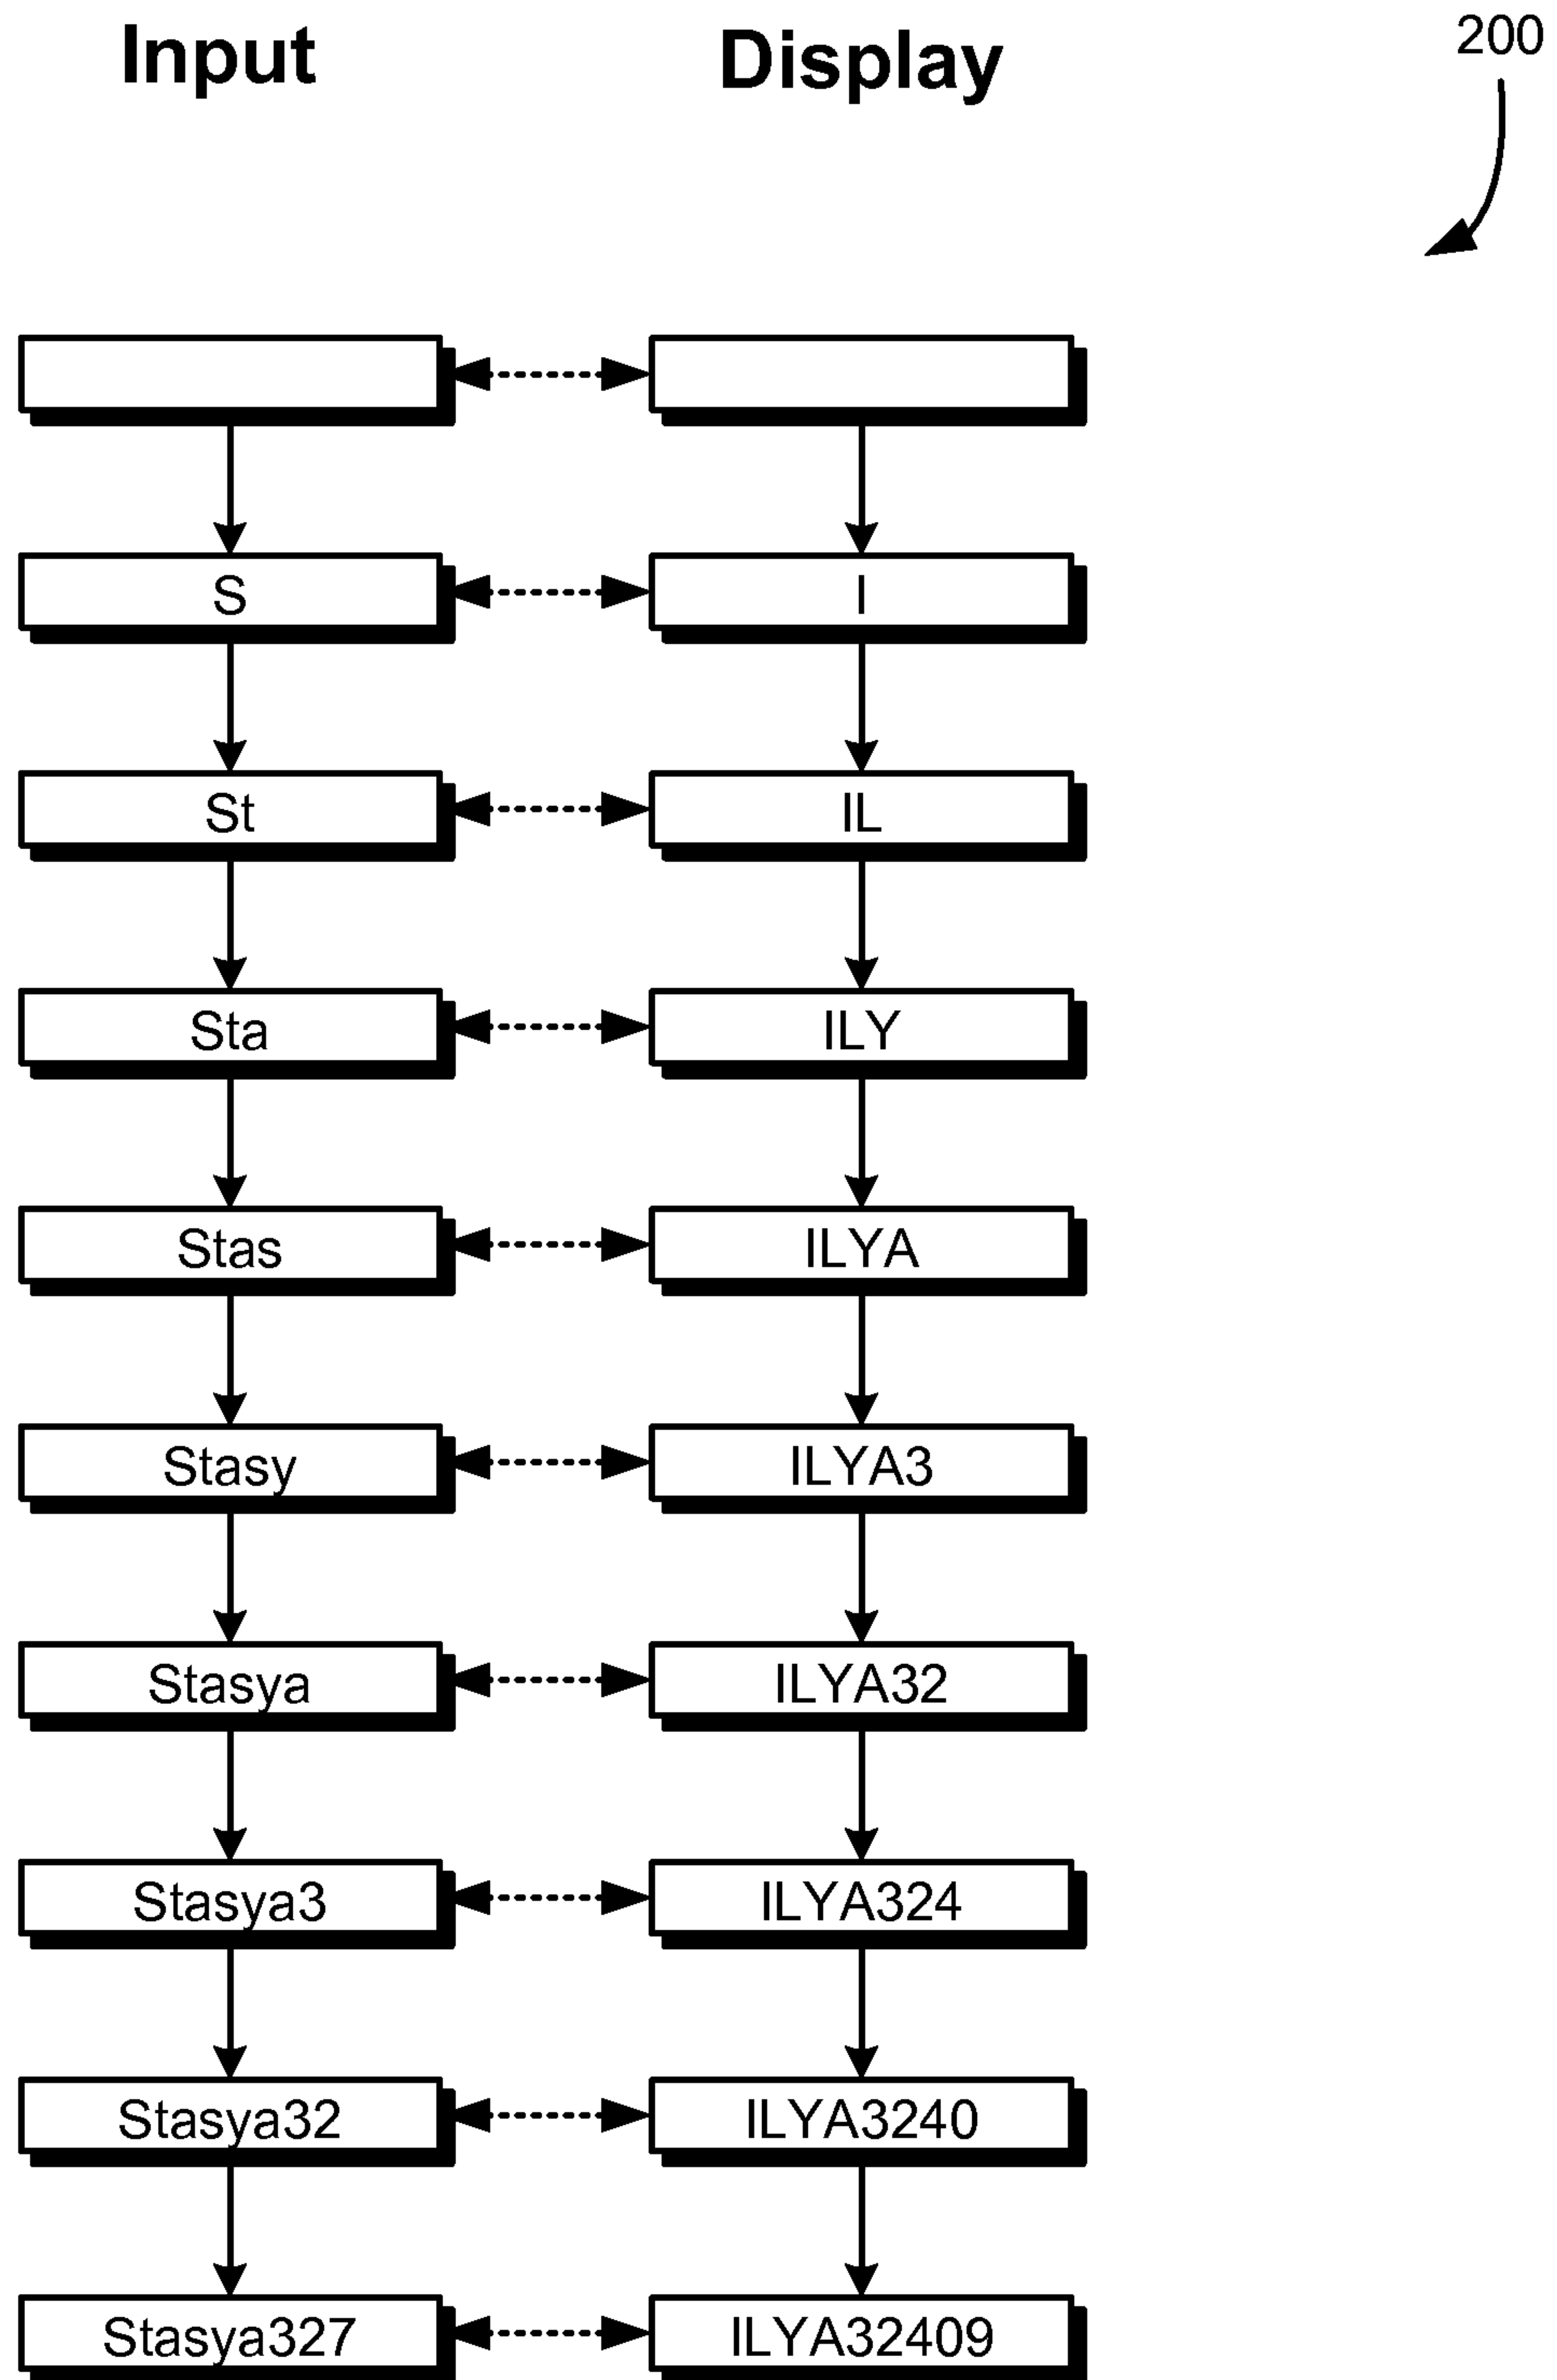 Input Display 200
S I
St IL
Sta ILY
Stas ILYA
Stasy ILYA3
Stasya ILYA32
Stasya3 ILYA324
Stasya32 ILYA3240
Stasya327 ILYA32409